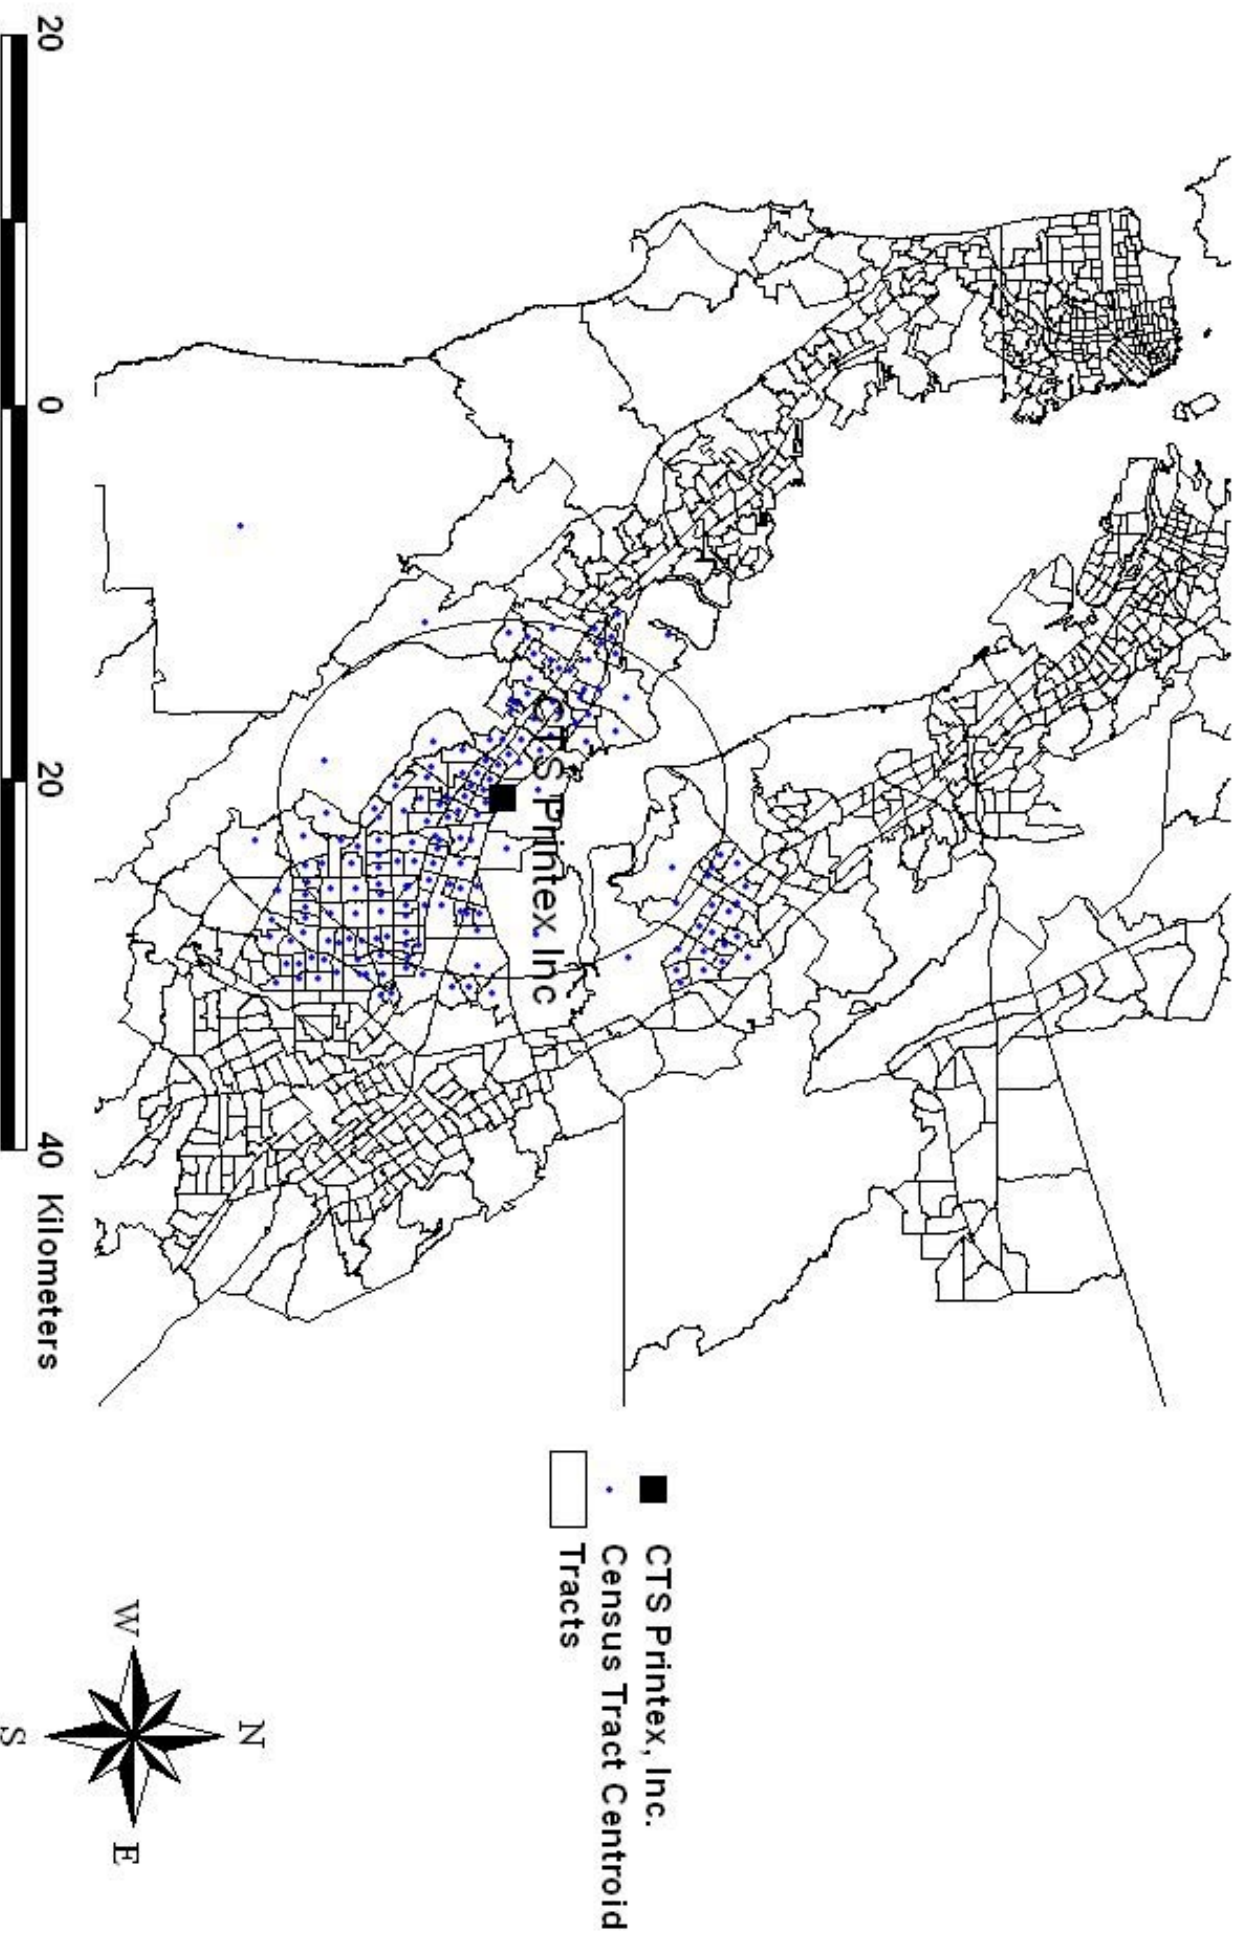 CTS Printex Inc
CTS Printex, Inc.
Census Tract Centroid
Tracts
N
W
E
S
20
0
20
40 Kilometers